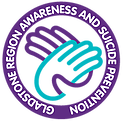 GLADSTONE REGION AWARENESS AND SUICIDE PREVENTION